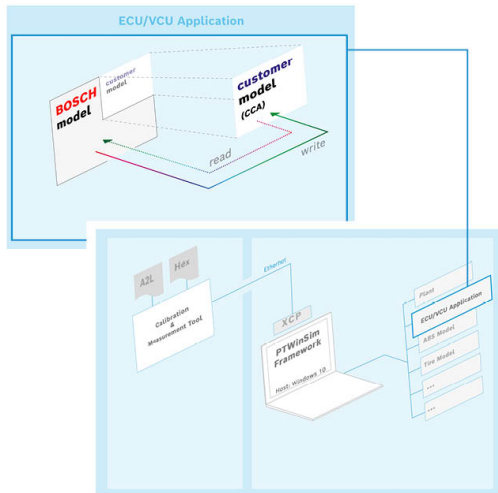 ECU/VCU Application
BOSCH
model
customer
model
customer
model
(CCA)
read
write
A2L
Hex
Calibration
&
Measurement Tool
Ethernet
XCP
PTWinSim
Framework
Host: Windows 10
Plant
ECU/VCU Application
ABS Model
Tire Model
...
...